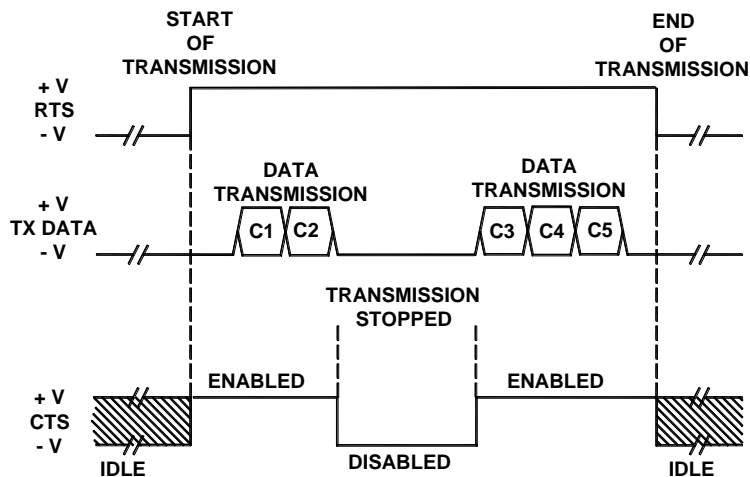 START
OF
TRANSMISSION
END
OF
TRANSMISSION
+ V
RTS
- V
DATA
TRANSMISSION
DATA
TRANSMISSION
+ V
TX DATA
- V
C1 C2 C3 C4 C5
TRANSMISSION
STOPPED
ENABLED ENABLED
+ V
CTS
- V
IDLE DISABLED IDLE